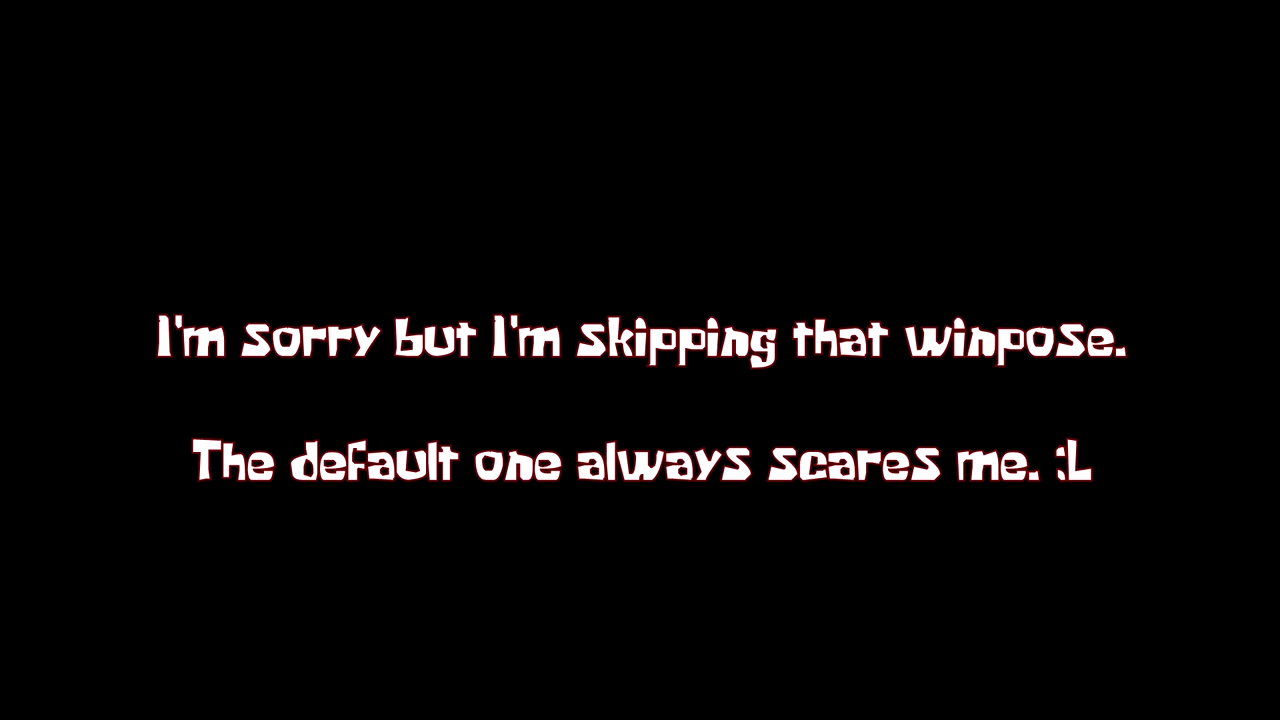 I'm sorry but I'm skipping that winpose.
The default one always scares me. :L